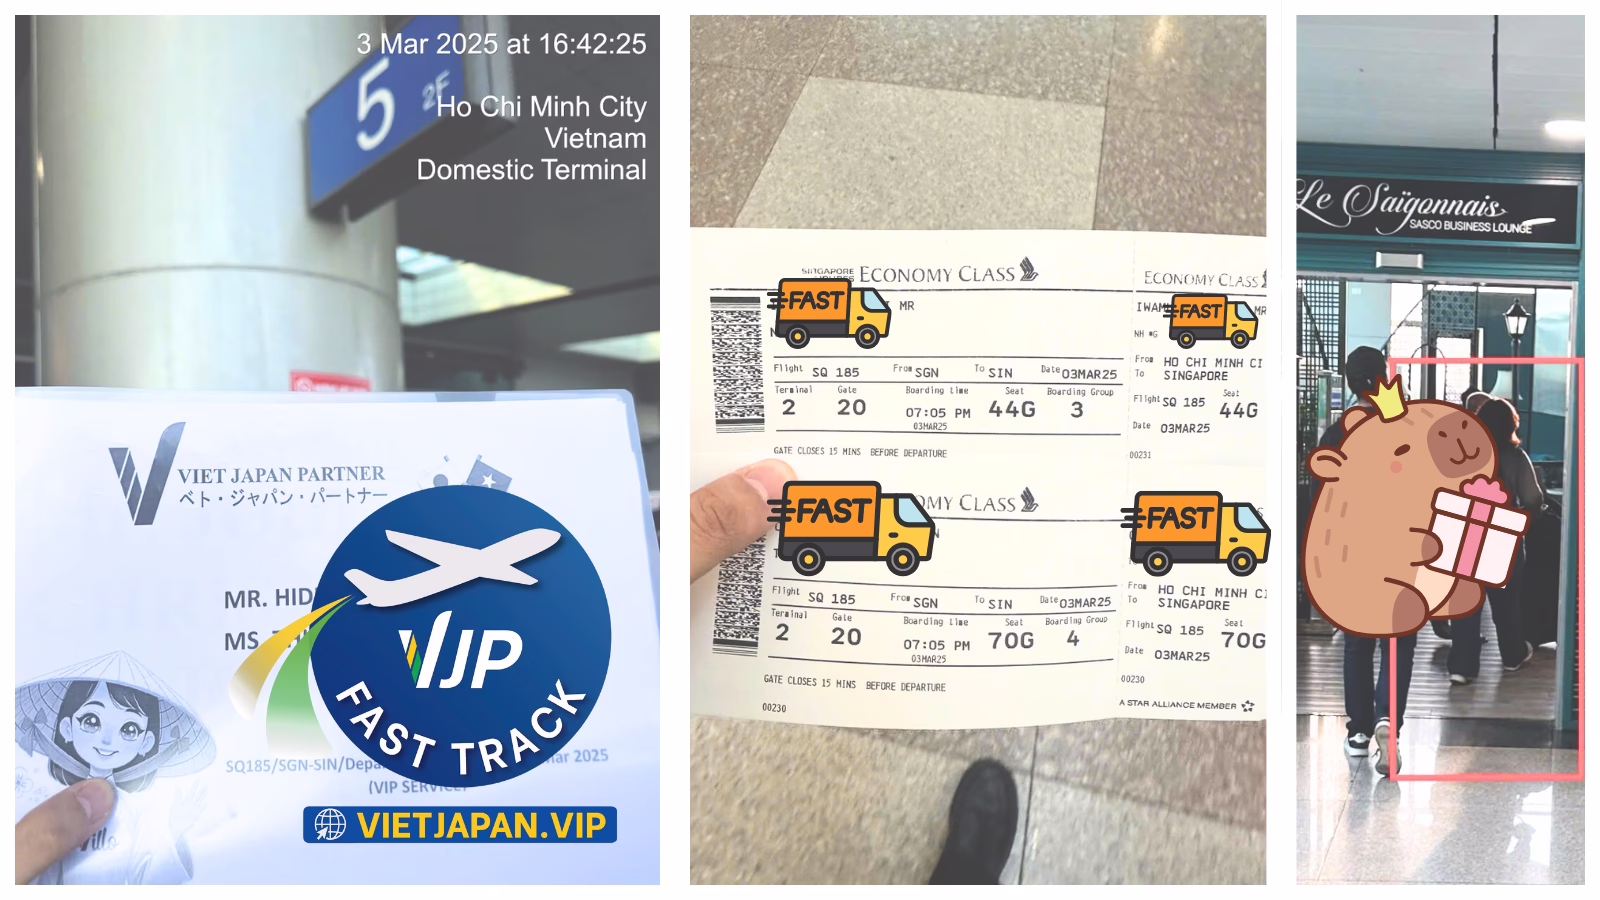 3 Mar 2025 at 16:42:25
5
2F
Ho Chi Minh City
Vietnam
Domestic Terminal
VIET JAPAN PARTNER
ベト・ジャパン・パートナー
MR. HID
MS.
VJP
FAST TRACK
SQ185/SGN-SIN/Depa
Mar 2025
(VIP SERVICE)
VIETJAPAN.VIP
SINGAPORE
ECONOMY CLASS
FAST
MR
Flight SQ 185 From SGN To SIN Date 03MAR25
Terminal Gate Boarding time Seat Boarding Group
2 20 07:05 PM 44G 3
03MAR25
GATE CLOSES 15 MINS BEFORE DEPARTURE
ECONOMY CLASS
IWAM
FAST
MR
NH *G
From HO CHI MINH CI
To SINGAPORE
Flight SQ 185 Seat 44G
Date 03MAR25
00231
OMY CLASS
FAST
Flight SQ 185 From SGN To SIN Date 03MAR25
Terminal Gate Boarding time Seat Boarding Group
2 20 07:05 PM 70G 4
03MAR25
GATE CLOSES 15 MINS BEFORE DEPARTURE
00230
FAST
From HO CHI MINH CI
To SINGAPORE
Flight SQ 185 Seat 70G
Date 03MAR25
00230
A STAR ALLIANCE MEMBER
Le Saïgonnais
SASCO BUSINESS LOUNGE